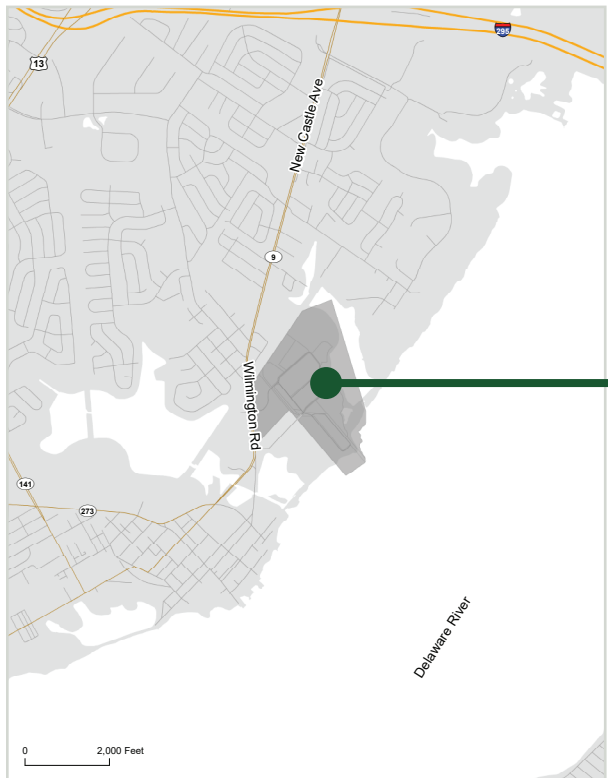 295
13
New Castle Ave
9
Wilmington Rd
141
273
Delaware River
0 2,000 Feet